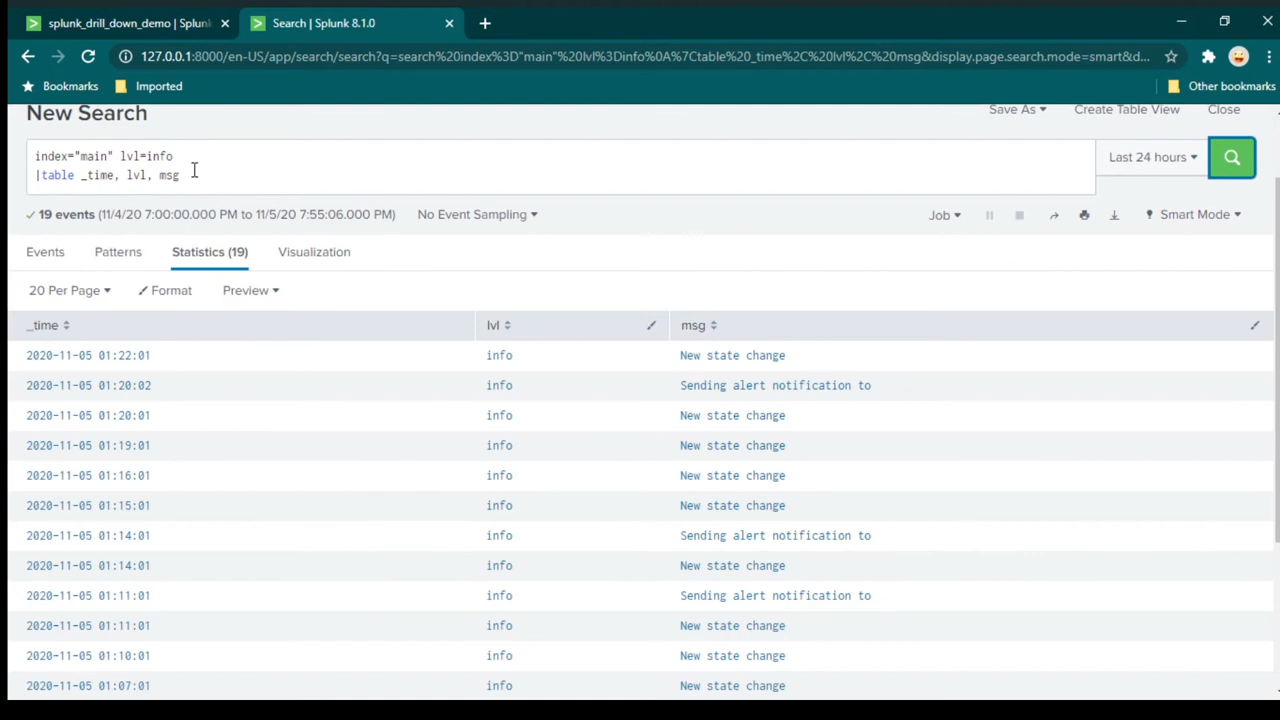 splunk_drill_down_demo | Splunk
Search | Splunk 8.1.0
127.0.0.1:8000/en-US/app/search/search?q=search%20index%3D"main"%20lvl%3Dinfo%0A%7Ctable%20_time%2C%20lvl%2C%20msg&display.page.search.mode=smart&d...
Bookmarks
Imported
Other bookmarks
New Search
Save As
Create Table View
Close
index="main" lvl=info
|table _time, lvl, msg
Last 24 hours
19 events (11/4/20 7:00:00.000 PM to 11/5/20 7:55:06.000 PM)
No Event Sampling
Job
Smart Mode
Events
Patterns
Statistics (19)
Visualization
20 Per Page
Format
Preview
_time lvl msg
2020-11-05 01:22:01 info New state change
2020-11-05 01:20:02 info Sending alert notification to
2020-11-05 01:20:01 info New state change
2020-11-05 01:19:01 info New state change
2020-11-05 01:16:01 info New state change
2020-11-05 01:15:01 info New state change
2020-11-05 01:14:01 info Sending alert notification to
2020-11-05 01:14:01 info New state change
2020-11-05 01:11:01 info Sending alert notification to
2020-11-05 01:11:01 info New state change
2020-11-05 01:10:01 info New state change
2020-11-05 01:07:01 info New state change